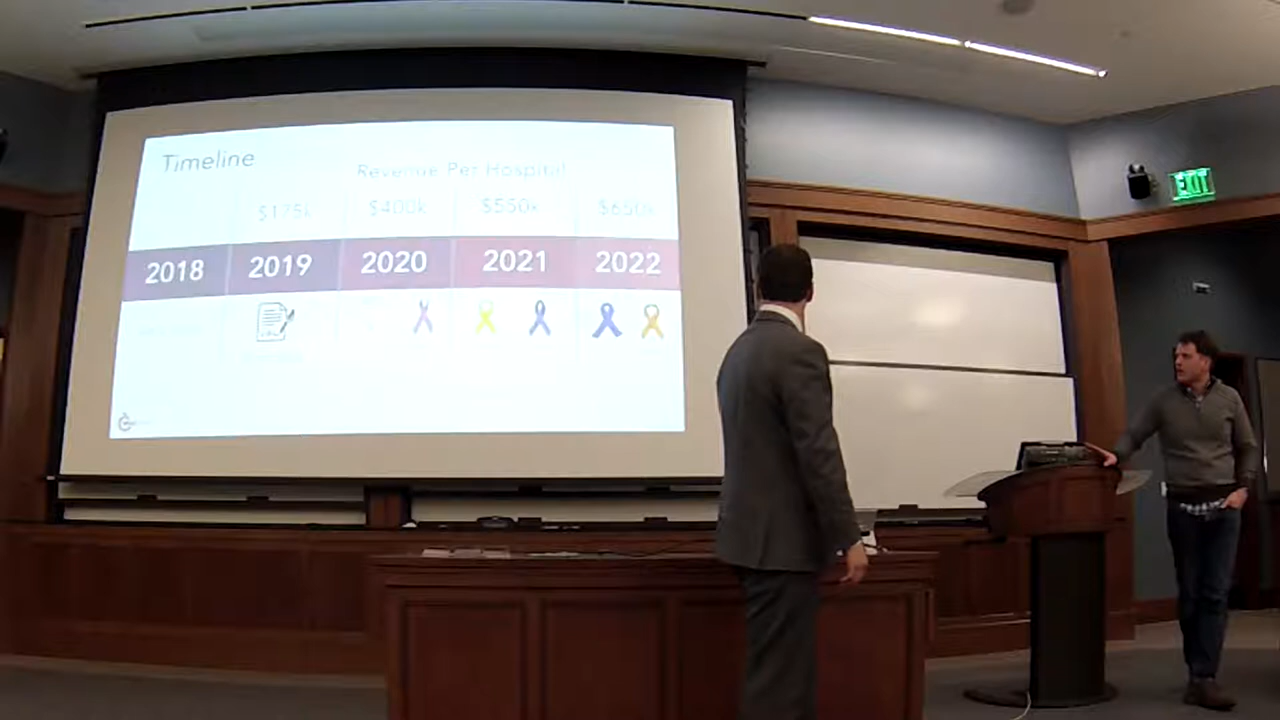 Timeline
Revenue Per Hospital
$175k $400k $550k $650k
2018 2019 2020 2021 2022
EXIT